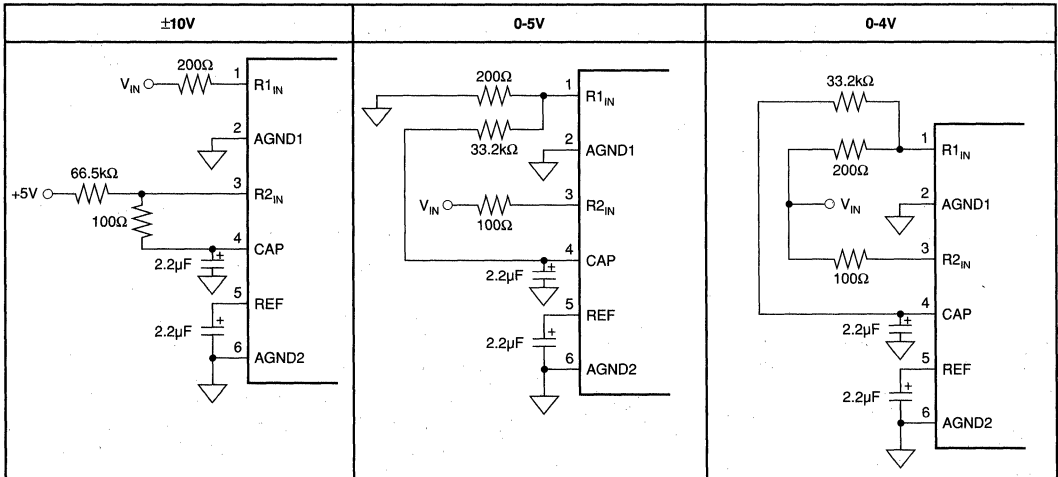 ±10V
200Ω
1
V_IN
R1_IN
2
AGND1
66.5kΩ
3
+5V
R2_IN
100Ω
4
CAP
2.2µF
+
5
REF
2.2µF
+
6
AGND2
0-5V
200Ω
1
R1_IN
33.2kΩ
2
AGND1
3
V_IN
R2_IN
100Ω
4
CAP
2.2µF
+
5
REF
2.2µF
+
6
AGND2
0-4V
33.2kΩ
1
R1_IN
200Ω
2
V_IN
AGND1
3
R2_IN
100Ω
4
CAP
2.2µF
+
5
REF
2.2µF
+
6
AGND2